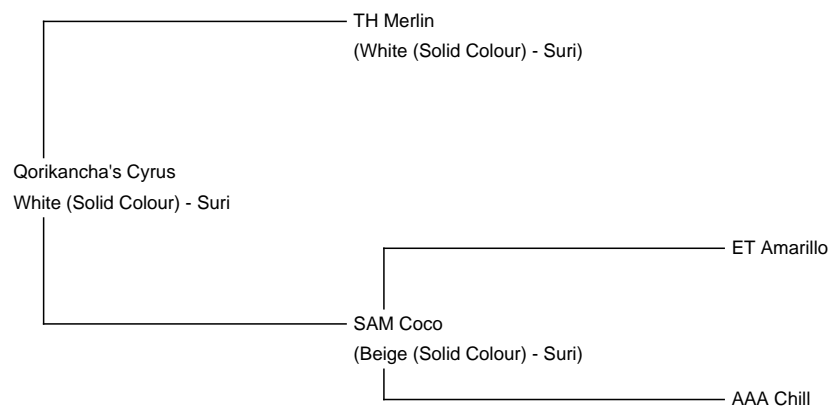 TH Merlin
(White (Solid Colour) - Suri)
Qorikancha's Cyrus
White (Solid Colour) - Suri
ET Amarillo
SAM Coco
(Beige (Solid Colour) - Suri)
AAA Chill